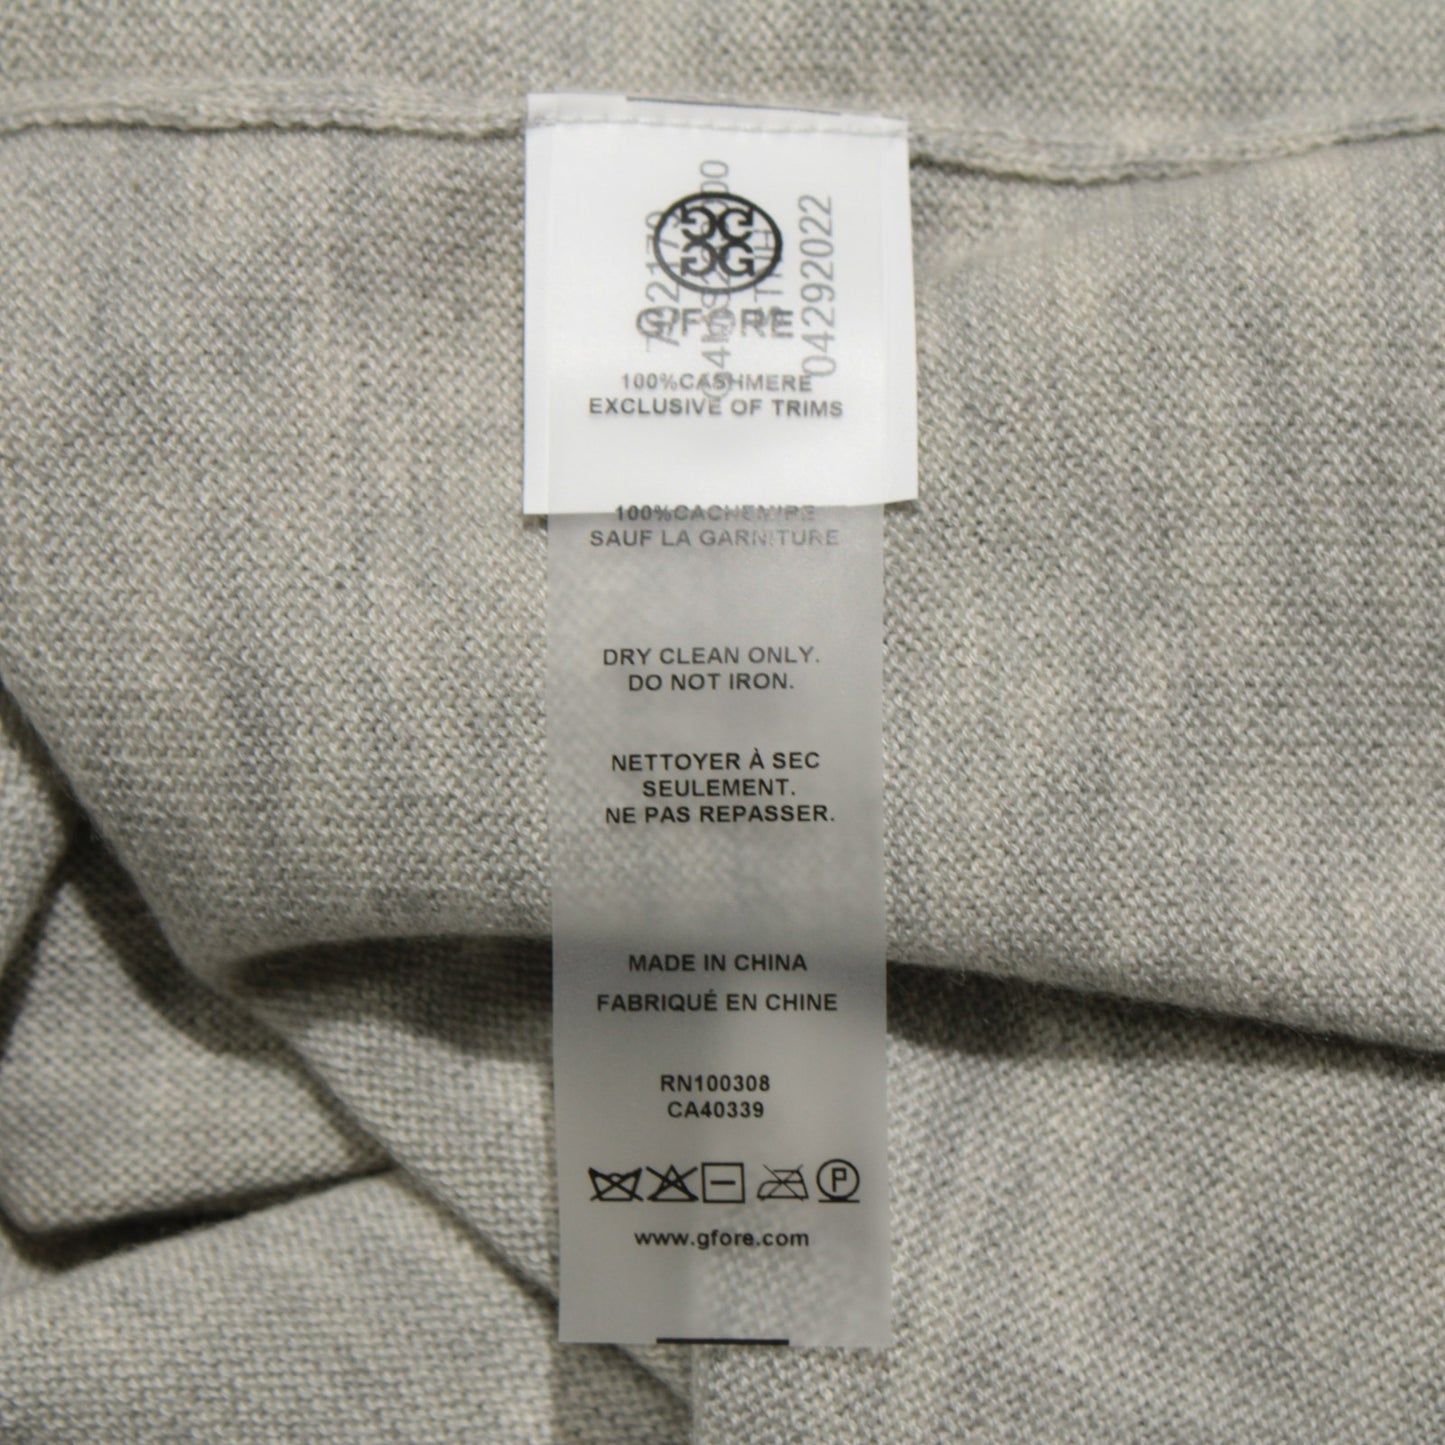 G/FORE
04292022
100%CASHMERE
EXCLUSIVE OF TRIMS
100%CACHEMIRE
SAUF LA GARNITURE
DRY CLEAN ONLY.
DO NOT IRON.
NETTOYER À SEC
SEULEMENT.
NE PAS REPASSER.
MADE IN CHINA
FABRIQUÉ EN CHINE
RN100308
CA40339
P
www.gfore.com